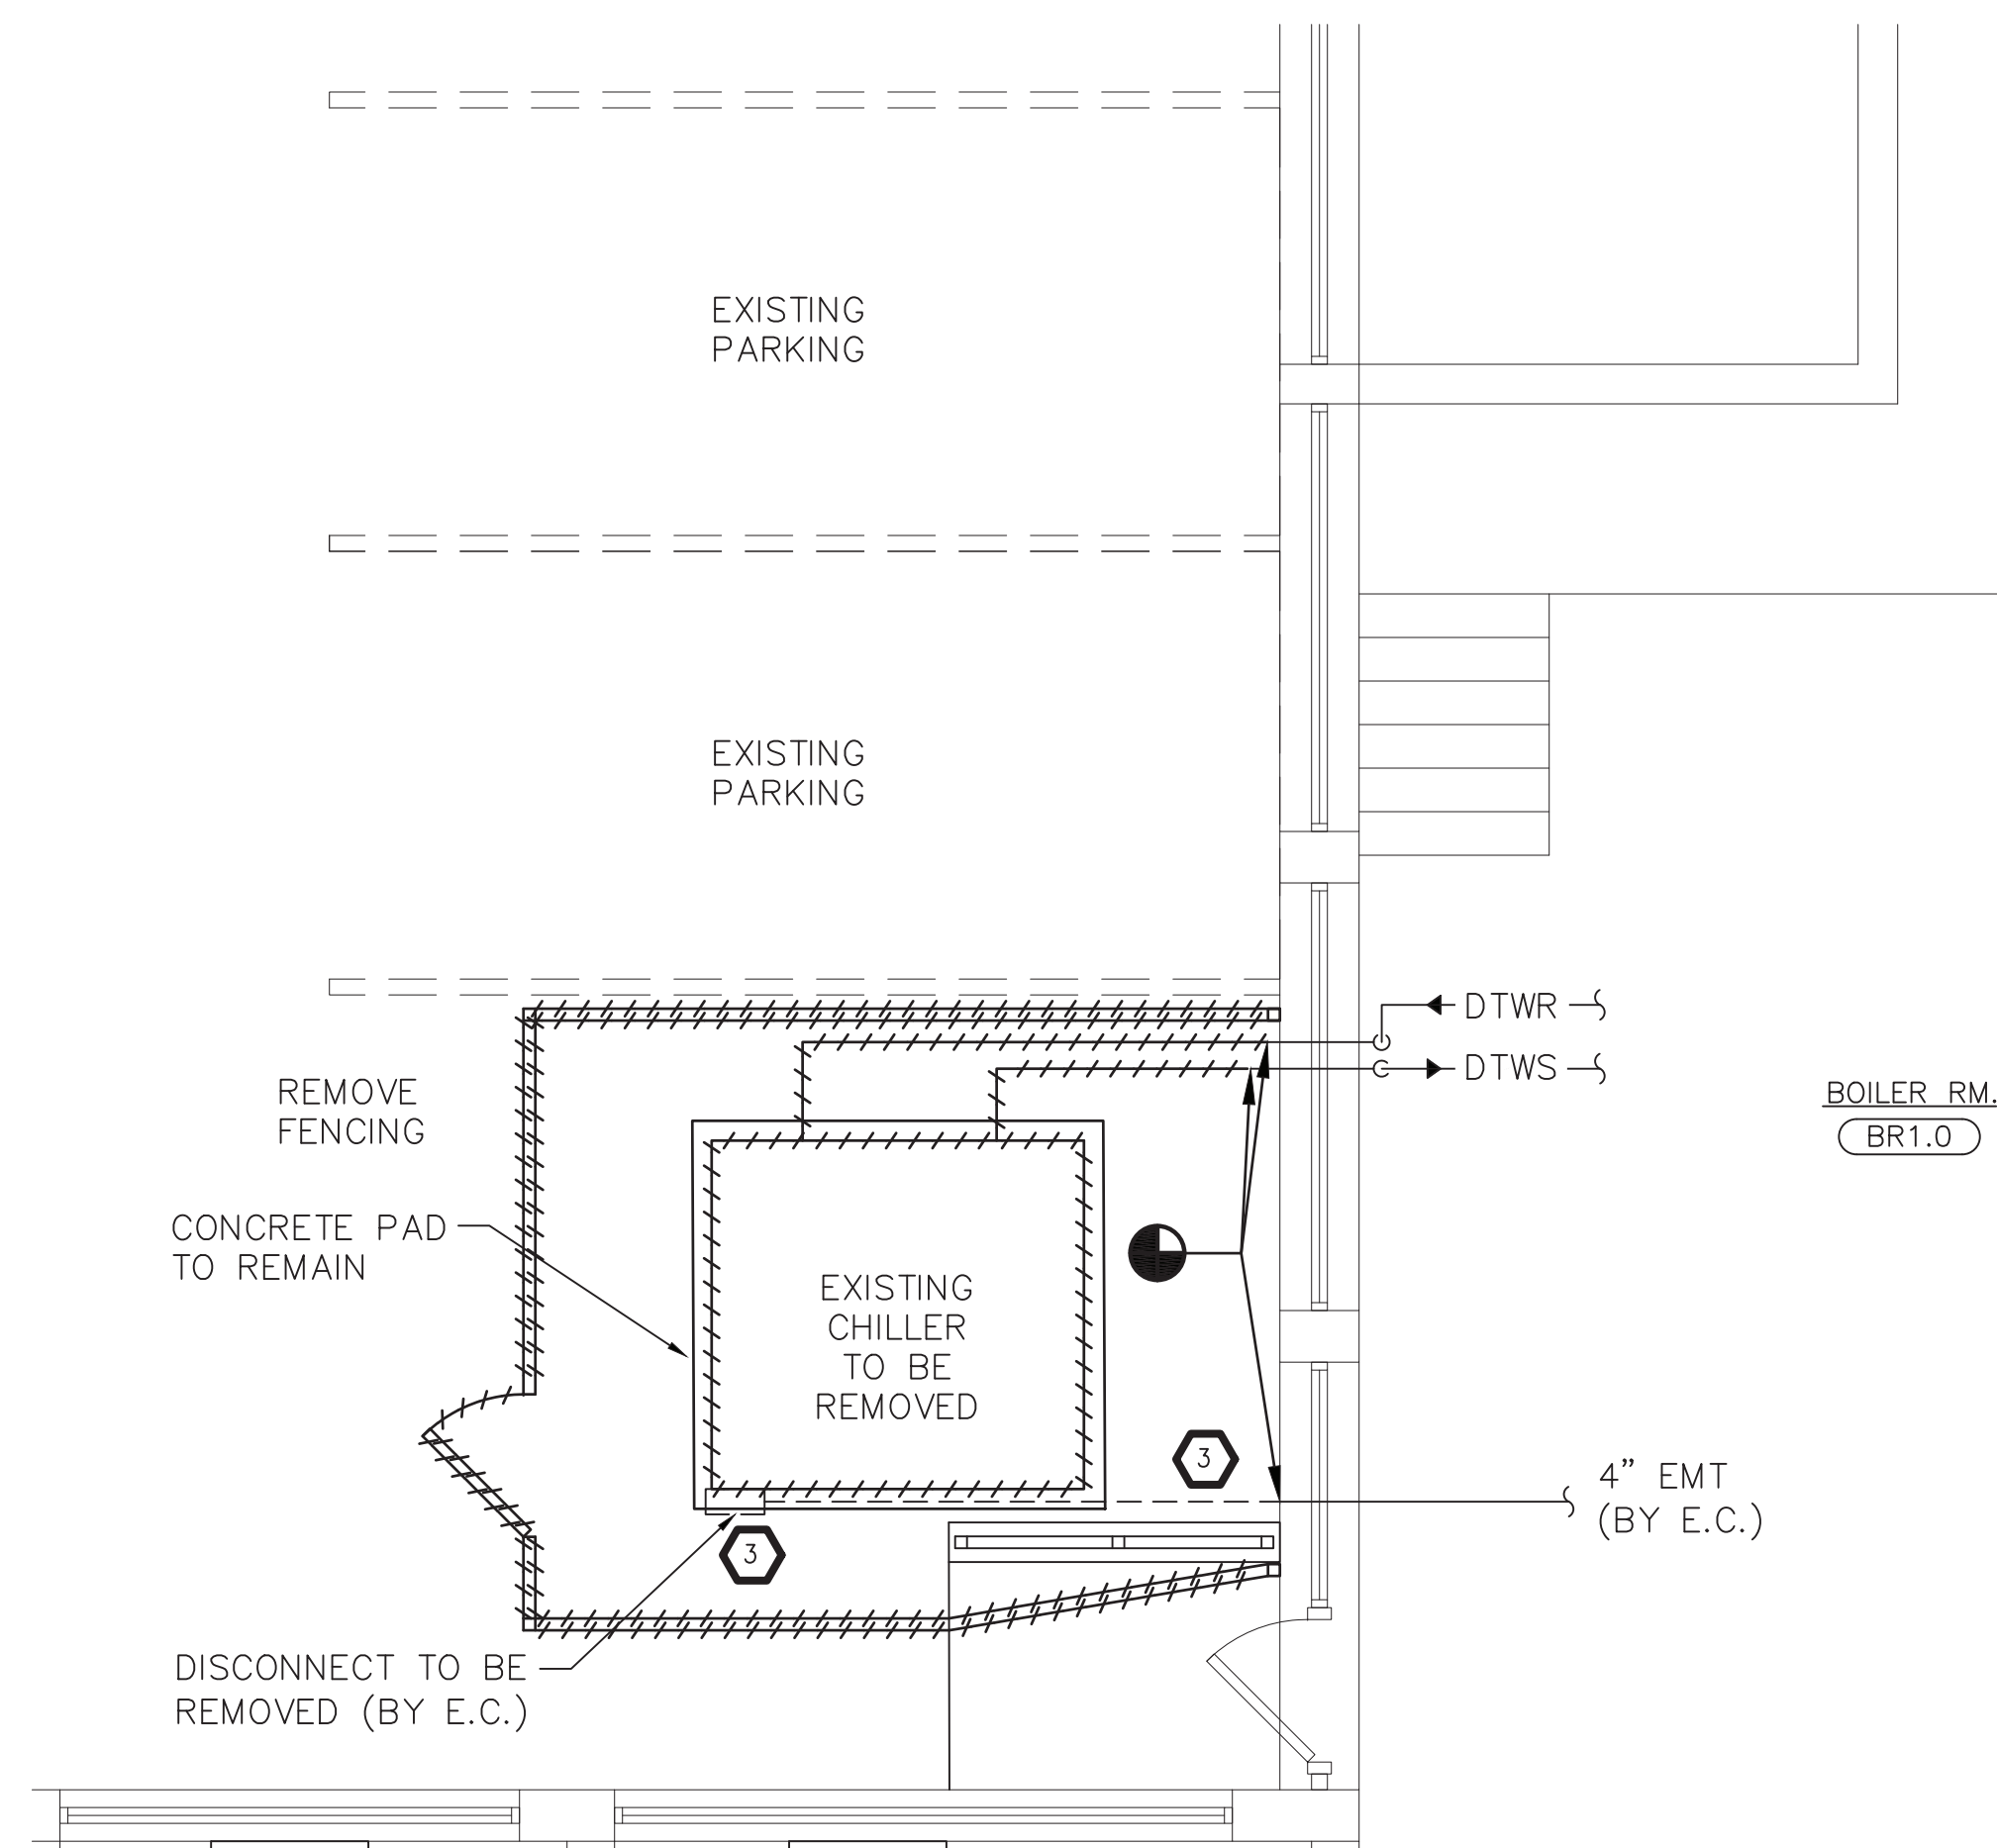 EXISTING
PARKING
EXISTING
PARKING
DTWR
DTWS
BOILER RM.
BR1.0
REMOVE
FENCING
CONCRETE PAD
TO REMAIN
EXISTING
CHILLER
TO BE
REMOVED
3
4" EMT
(BY E.C.)
3
DISCONNECT TO BE
REMOVED (BY E.C.)